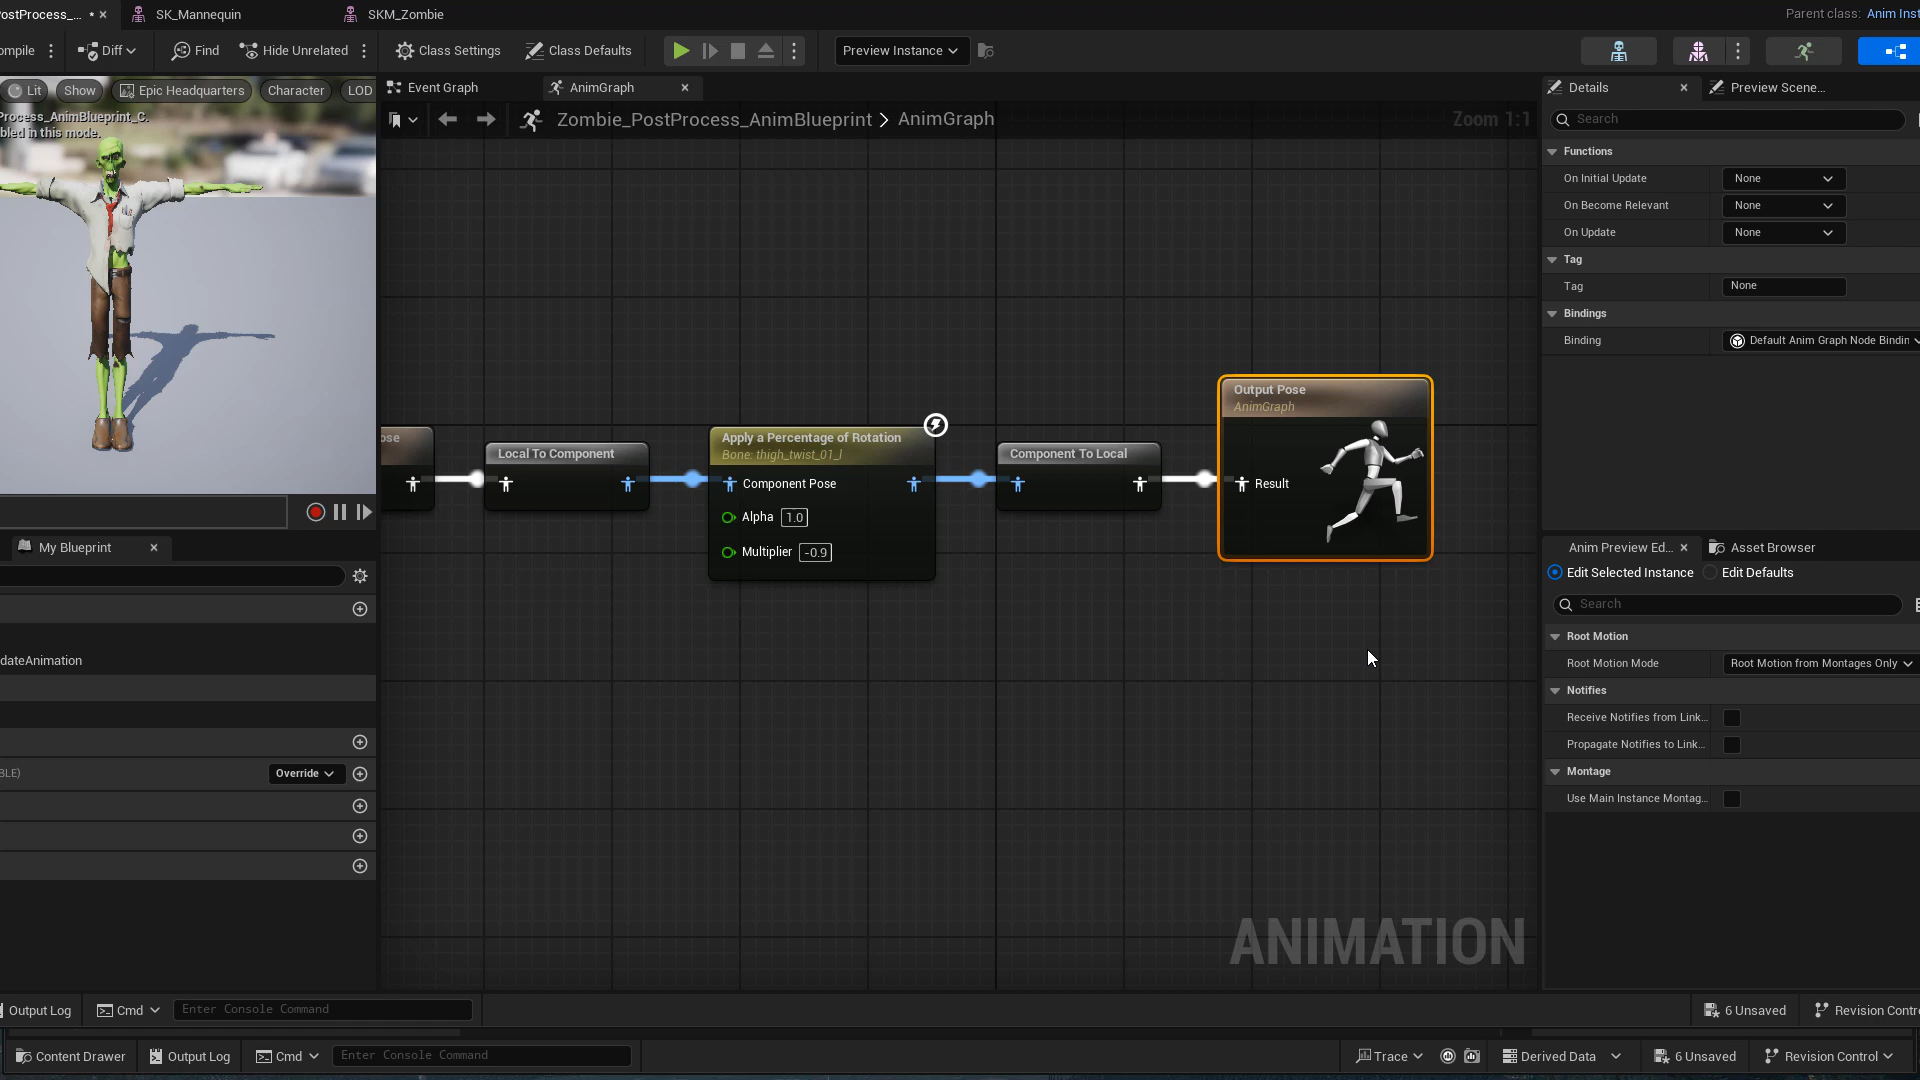 ostProcess_... •
SK_Mannequin
SKM_Zombie
Parent class: Anim Inst
ompile
Diff
Find
Hide Unrelated
Class Settings
Class Defaults
Preview Instance
Lit
Show
Epic Headquarters
Character
LOD
Process_AnimBlueprint_C.
bled in this mode.
Event Graph
AnimGraph
Zombie_PostProcess_AnimBlueprint > AnimGraph
Zoom 1:1
ose
Local To Component
Apply a Percentage of Rotation
Bone: thigh_twist_01_l
Component Pose
Alpha 1.0
Multiplier -0.9
Component To Local
Output Pose
AnimGraph
Result
ANIMATION
My Blueprint
dateAnimation
BLE)
Override
Details
Preview Scene...
Search
Functions
On Initial Update None
On Become Relevant None
On Update None
Tag
Tag None
Bindings
Binding Default Anim Graph Node Bindin
Anim Preview Ed...
Asset Browser
Edit Selected Instance
Edit Defaults
Search
Root Motion
Root Motion Mode Root Motion from Montages Only
Notifies
Receive Notifies from Link...
Propagate Notifies to Link...
Montage
Use Main Instance Montag...
Output Log
Cmd
Enter Console Command
6 Unsaved
Revision Contr
Content Drawer
Output Log
Cmd
Enter Console Command
Trace
Derived Data
6 Unsaved
Revision Control